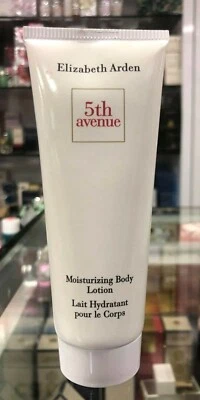 Elizabeth Arden
5th
avenue
Moisturizing Body
Lotion
Lait Hydratant
pour le Corps